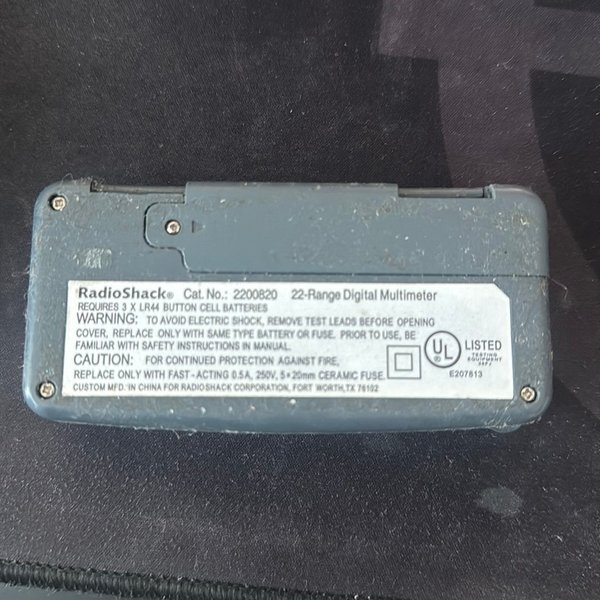 RadioShack® Cat. No.: 2200820 22-Range Digital Multimeter
REQUIRES 3 X LR44 BUTTON CELL BATTERIES
WARNING: TO AVOID ELECTRIC SHOCK, REMOVE TEST LEADS BEFORE OPENING
COVER, REPLACE ONLY WITH SAME TYPE BATTERY OR FUSE. PRIOR TO USE, BE
FAMILIAR WITH SAFETY INSTRUCTIONS IN MANUAL.
CAUTION: FOR CONTINUED PROTECTION AGAINST FIRE,
REPLACE ONLY WITH FAST-ACTING 0.5A, 250V, 5×20mm CERAMIC FUSE
CUSTOM MFD. IN CHINA FOR RADIOSHACK CORPORATION, FORT WORTH,TX 76102
UL
LISTED
TESTING
EQUIPMENT
E207813